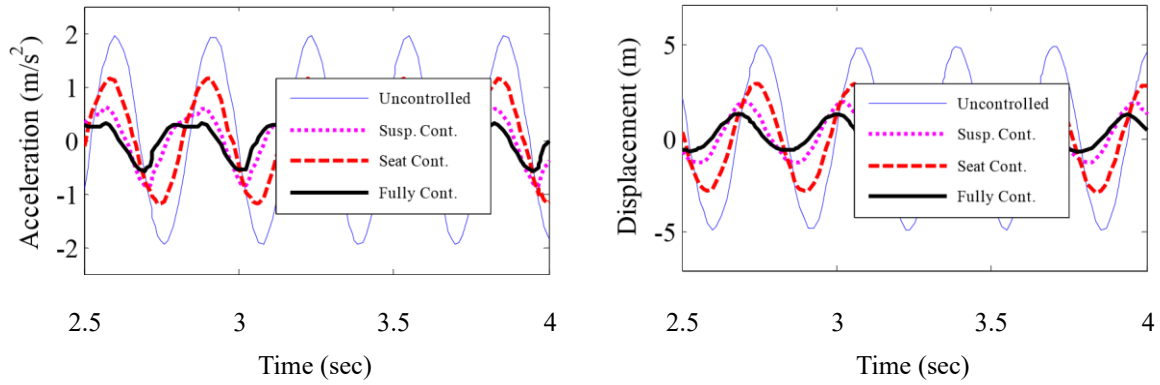 Acceleration (m/s²)
2
1
0
-1
-2
Uncontrolled
Susp. Cont.
Seat Cont.
Fully Cont.
2.5
3
3.5
4
Time (sec)
Displacement (m)
5
0
-5
Uncontrolled
Susp. Cont.
Seat Cont.
Fully Cont.
2.5
3
3.5
4
Time (sec)